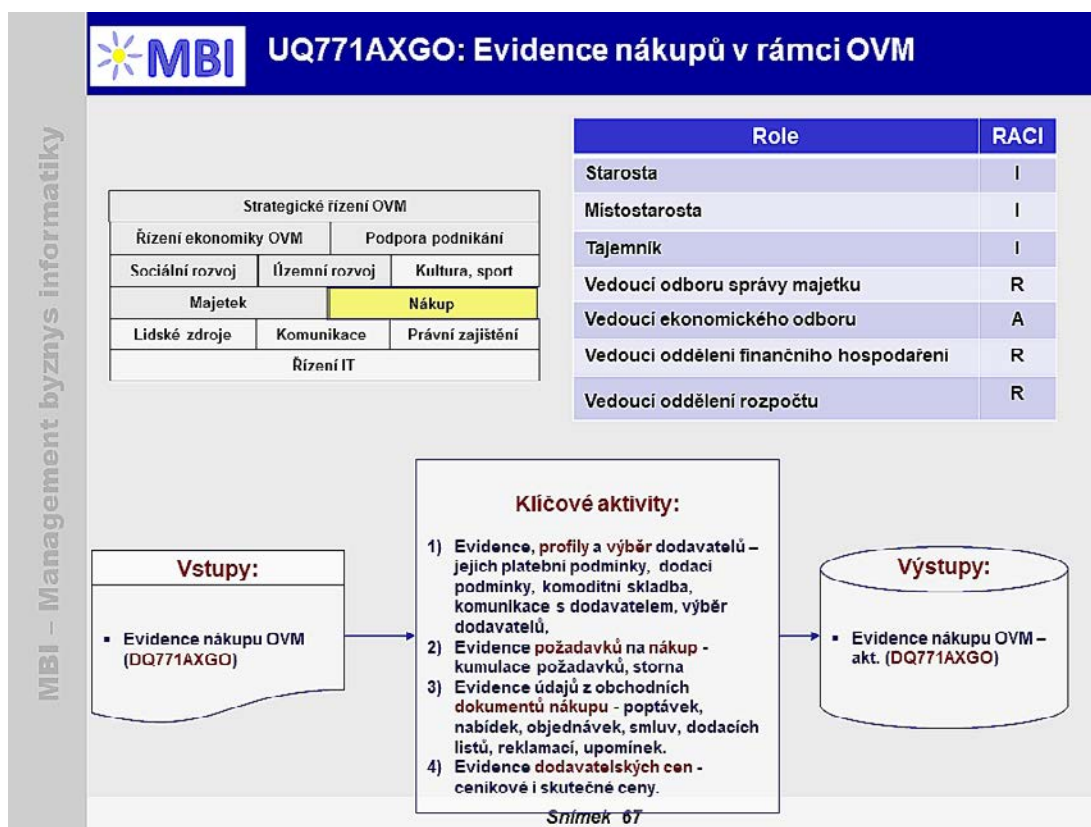 MBI
UQ771AXGO: Evidence nákupů v rámci OVM
MBI – Management byznys informatiky
Strategické řízení OVM
Řízení ekonomiky OVM
Podpora podnikání
Sociální rozvoj
Územní rozvoj
Kultura, sport
Majetek
Nákup
Lidské zdroje
Komunikace
Právní zajištění
Řízení IT
Role RACI
Starosta I
Místostarosta I
Tajemník I
Vedoucí odboru správy majetku R
Vedoucí ekonomického odboru A
Vedoucí oddělení finančního hospodaření R
Vedoucí oddělení rozpočtu R
Vstupy:
▪ Evidence nákupu OVM
(DQ771AXGO)
Klíčové aktivity:
1) Evidence, profily a výběr dodavatelů –
jejich platební podmínky, dodací
podmínky, komoditní skladba,
komunikace s dodavatelem, výběr
dodavatelů,
2) Evidence požadavků na nákup -
kumulace požadavků, storna
3) Evidence údajů z obchodních
dokumentů nákupu - poptávek,
nabídek, objednávek, smluv, dodacích
listů, reklamací, upomínek.
4) Evidence dodavatelských cen -
ceníkové i skutečné ceny.
Výstupy:
▪ Evidence nákupu OVM –
akt. (DQ771AXGO)
Snímek 67